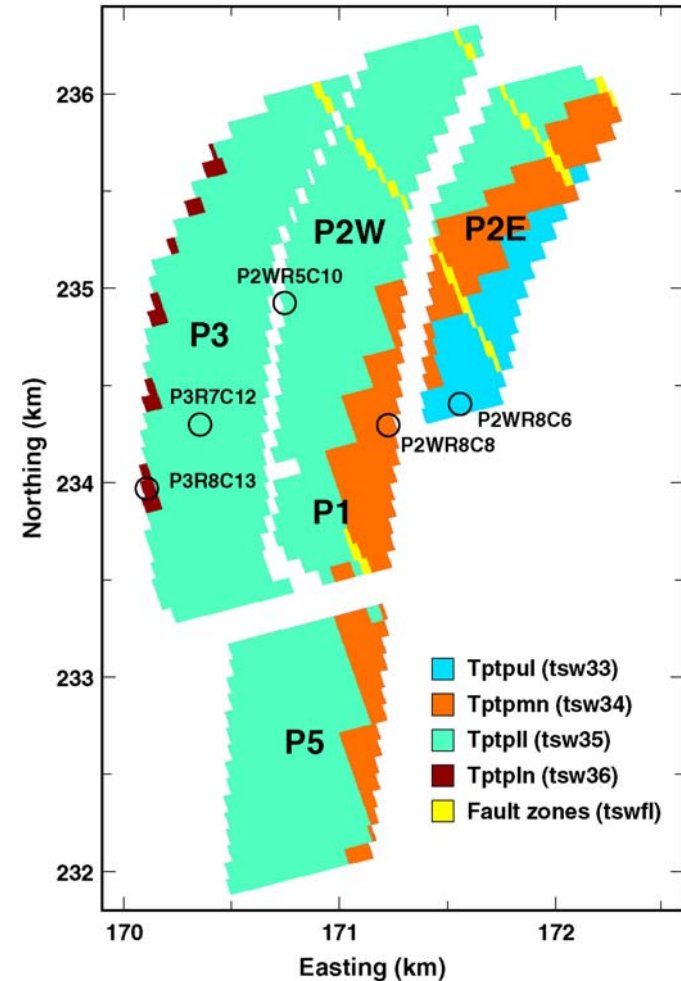 236
235
234
233
232
Northing (km)
P2W
P2E
P2WR5C10
P3
P3R7C12
P2WR8C6
P2WR8C8
P3R8C13
P1
P5
Tptpul (tsw33)
Tptpmn (tsw34)
Tptpll (tsw35)
Tptpln (tsw36)
Fault zones (tswfl)
170
171
172
Easting (km)